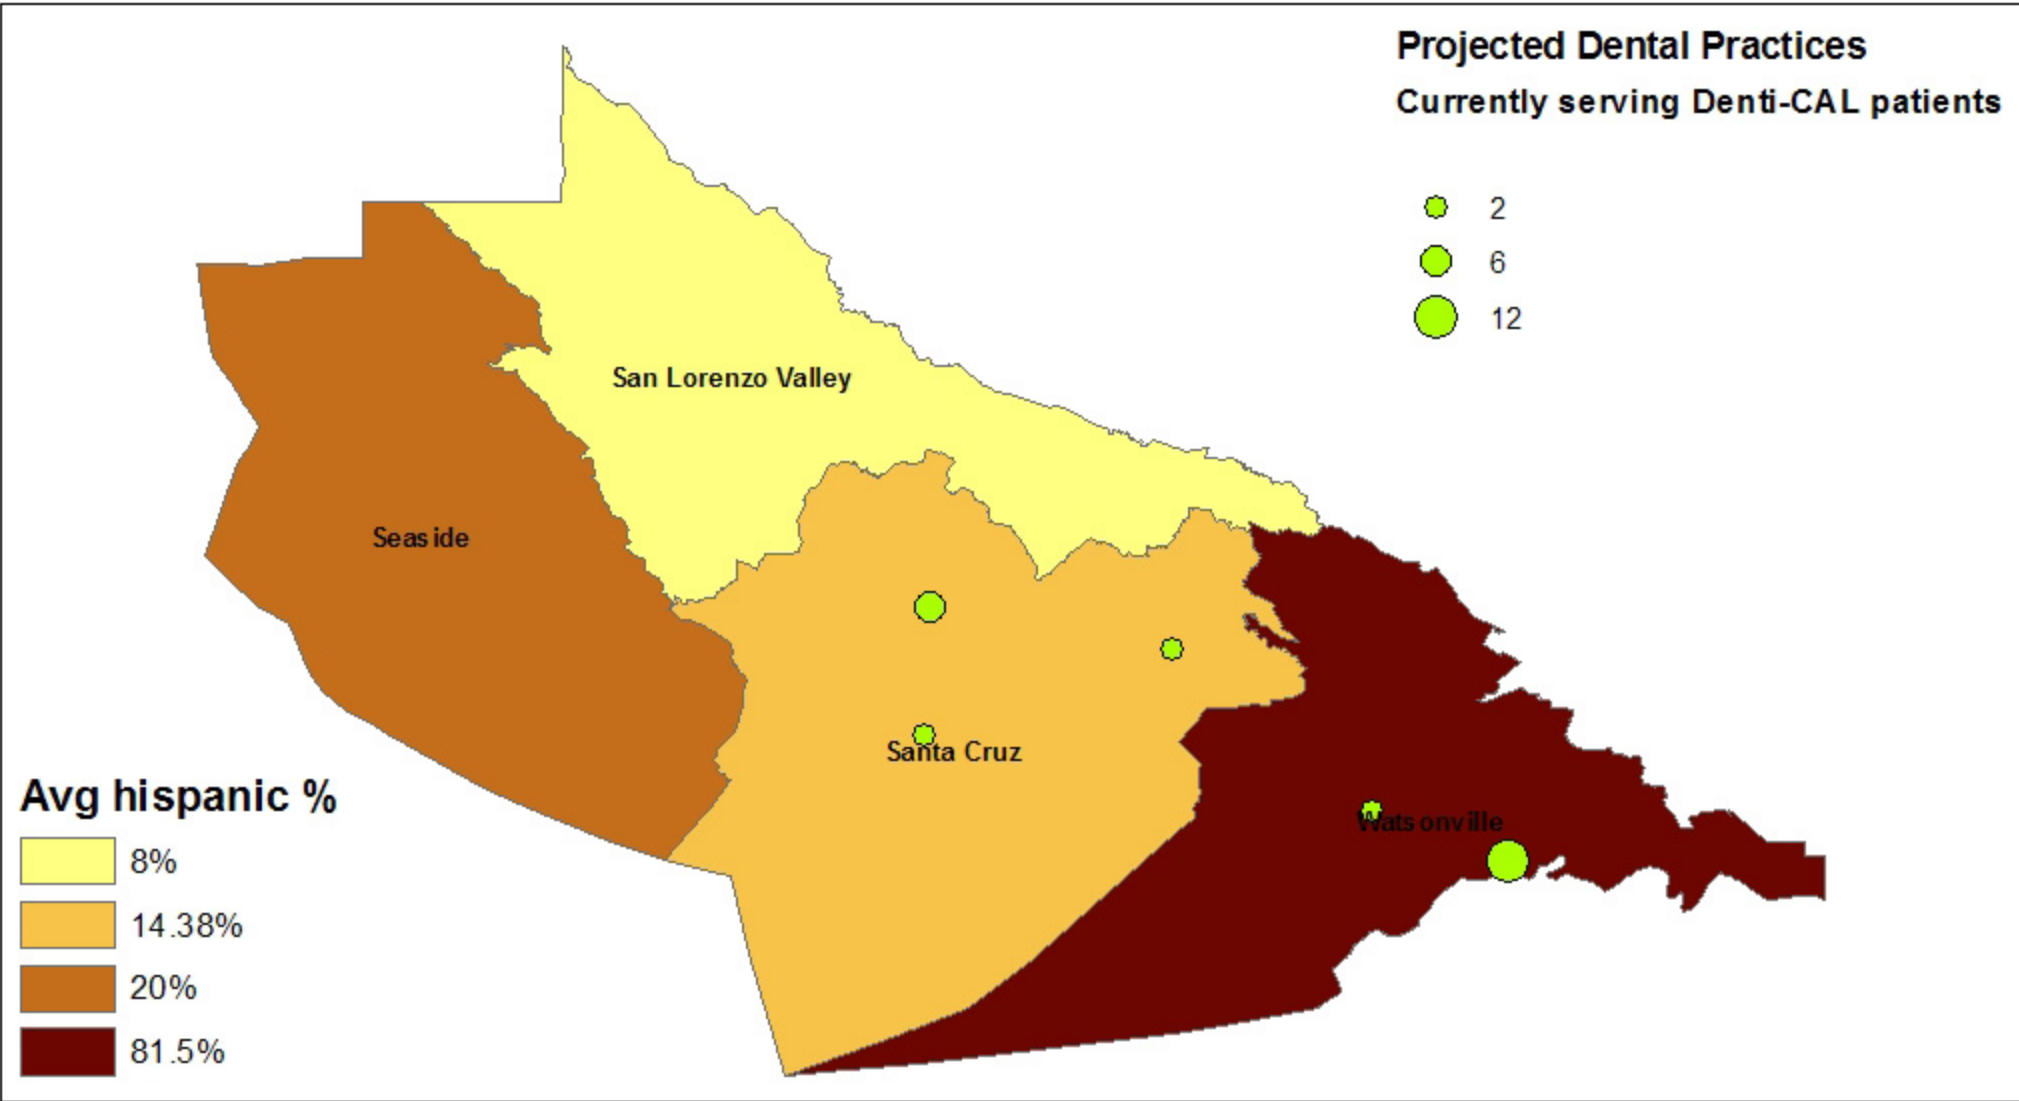 Projected Dental Practices
Currently serving Denti-CAL patients
2
6
12
San Lorenzo Valley
Seaside
Santa Cruz
Watsonville
Avg hispanic %
8%
14.38%
20%
81.5%